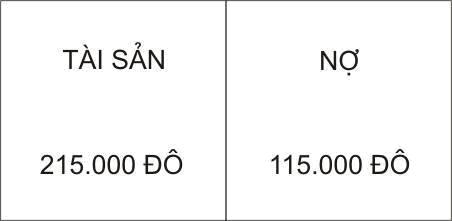 TÀI SẢN
NỢ
215.000 ĐÔ
115.000 ĐÔ